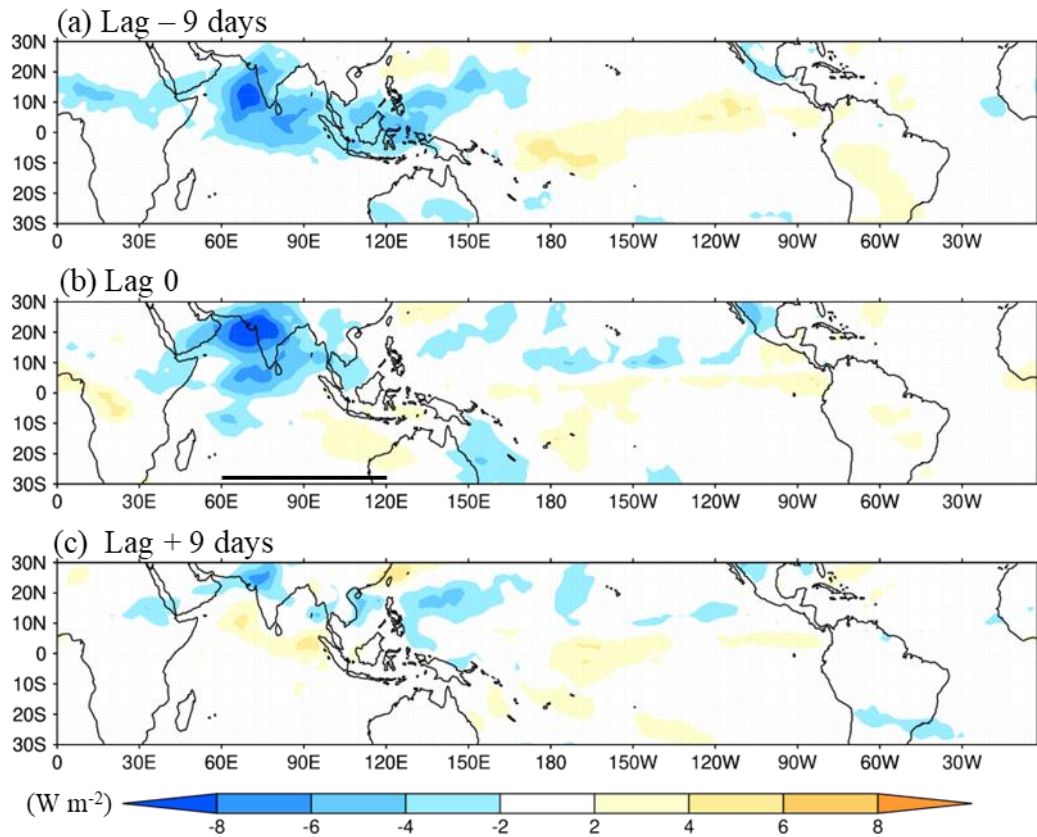 (a) Lag – 9 days
30N
20N
10N
0
10S
20S
30S
0 30E 60E 90E 120E 150E 180 150W 120W 90W 60W 30W
(b) Lag 0
30N
20N
10N
0
10S
20S
30S
0 30E 60E 90E 120E 150E 180 150W 120W 90W 60W 30W
(c) Lag + 9 days
30N
20N
10N
0
10S
20S
30S
0 30E 60E 90E 120E 150E 180 150W 120W 90W 60W 30W
(W m-2) -8 -6 -4 -2 2 4 6 8